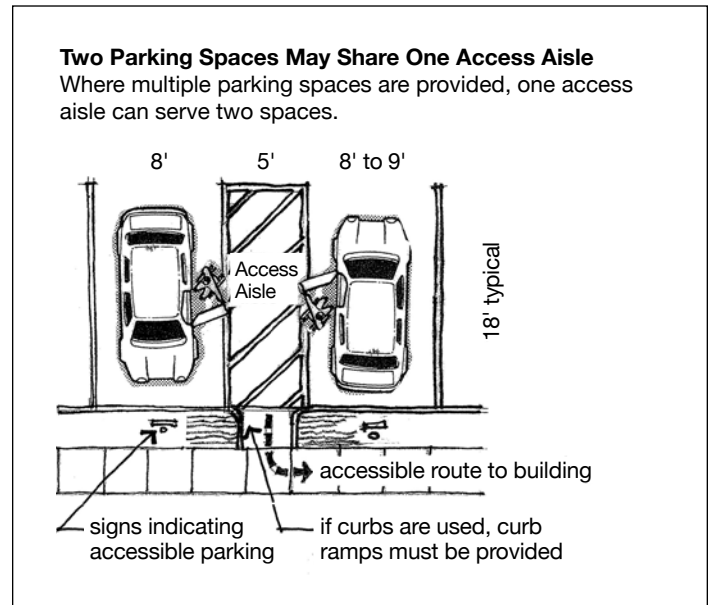 Two Parking Spaces May Share One Access Aisle
Where multiple parking spaces are provided, one access
aisle can serve two spaces.
8' 5' 8' to 9'
Access
Aisle
18' typical
accessible route to building
signs indicating
accessible parking
if curbs are used, curb
ramps must be provided